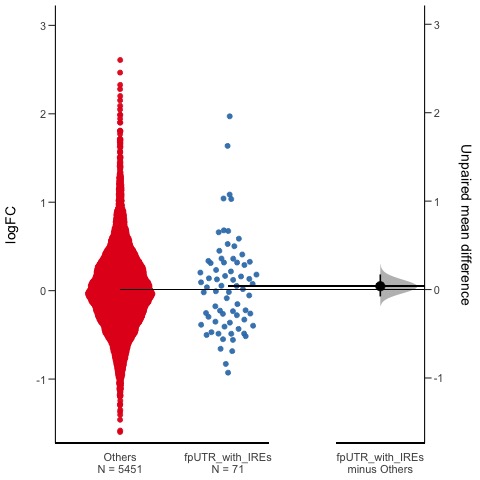 3
2
1
0
-1
logFC
3
2
1
0
-1
Unpaired mean difference
Others
N = 5451
fpUTR_with_IREs
N = 71
fpUTR_with_IREs
minus Others